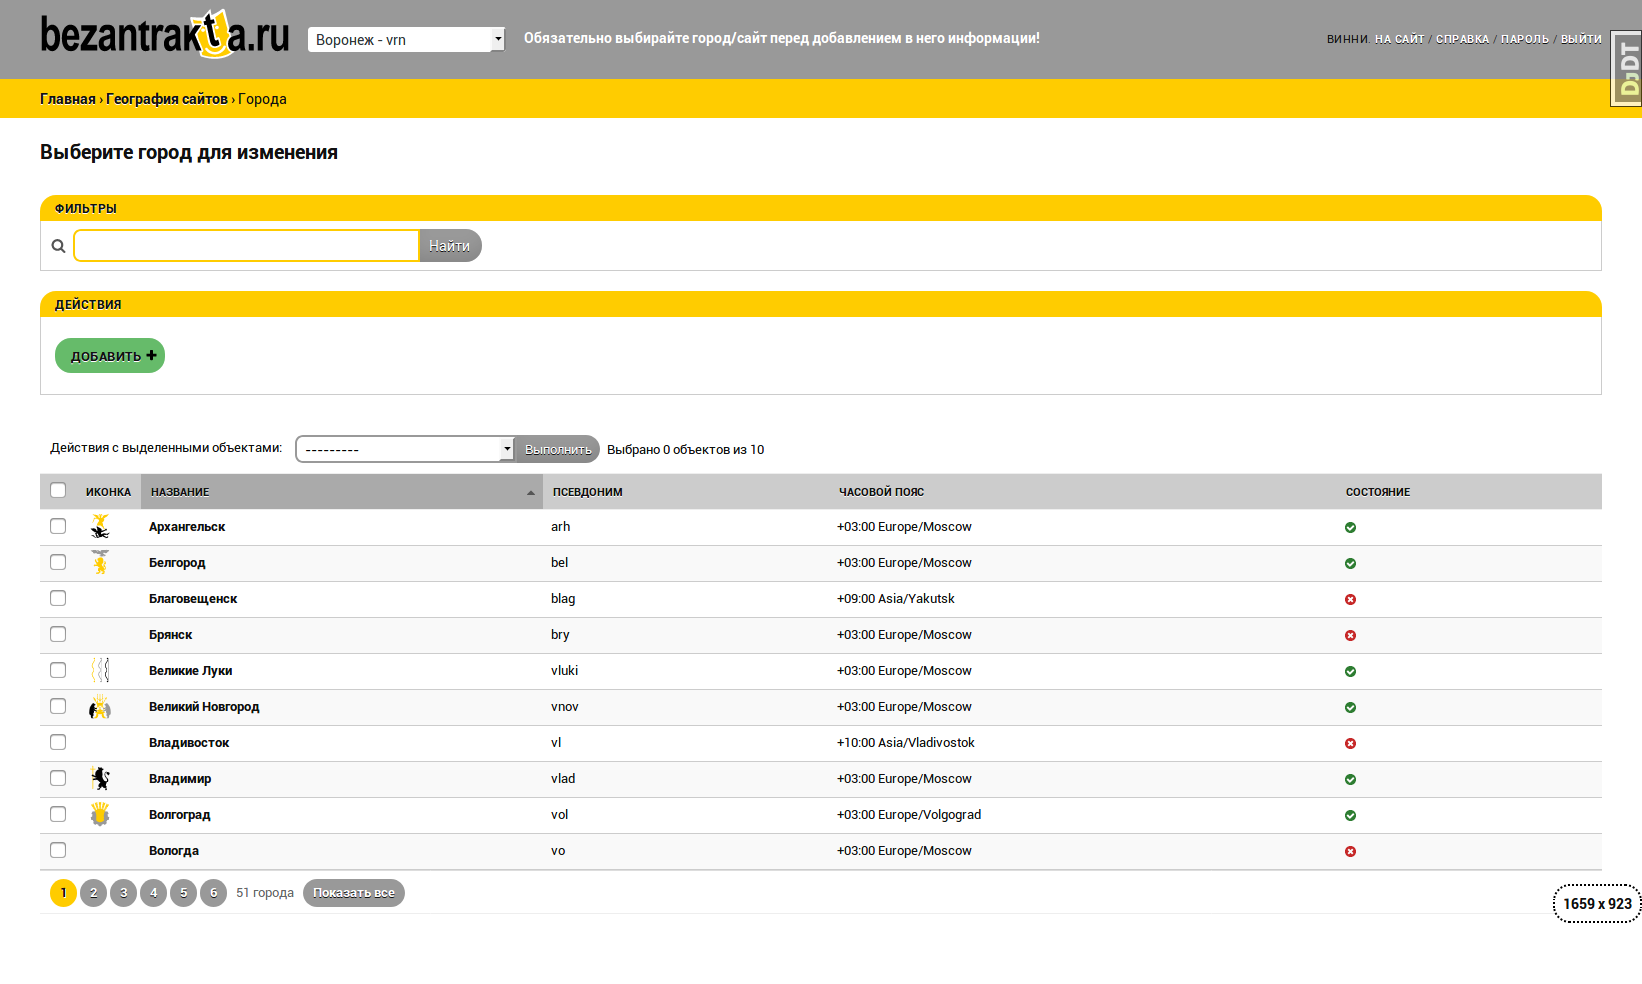 bezantrakta.ru
Воронеж - vrn
Обязательно выбирайте город/сайт перед добавлением в него информации!
ВИННИ. НА САЙТ / СПРАВКА / ПАРОЛЬ / ВЫЙТИ
DjDT
Главная › География сайтов › Города
Выберите город для изменения
ФИЛЬТРЫ
Найти
ДЕЙСТВИЯ
ДОБАВИТЬ +
Действия с выделенными объектами: --------- Выполнить Выбрано 0 объектов из 10
ИКОНКА НАЗВАНИЕ ПСЕВДОНИМ ЧАСОВОЙ ПОЯС СОСТОЯНИЕ
Архангельск arh +03:00 Europe/Moscow
Белгород bel +03:00 Europe/Moscow
Благовещенск blag +09:00 Asia/Yakutsk
Брянск bry +03:00 Europe/Moscow
Великие Луки vluki +03:00 Europe/Moscow
Великий Новгород vnov +03:00 Europe/Moscow
Владивосток vl +10:00 Asia/Vladivostok
Владимир vlad +03:00 Europe/Moscow
Волгоград vol +03:00 Europe/Volgograd
Вологда vo +03:00 Europe/Moscow
1 2 3 4 5 6 51 города Показать все
1659 x 923